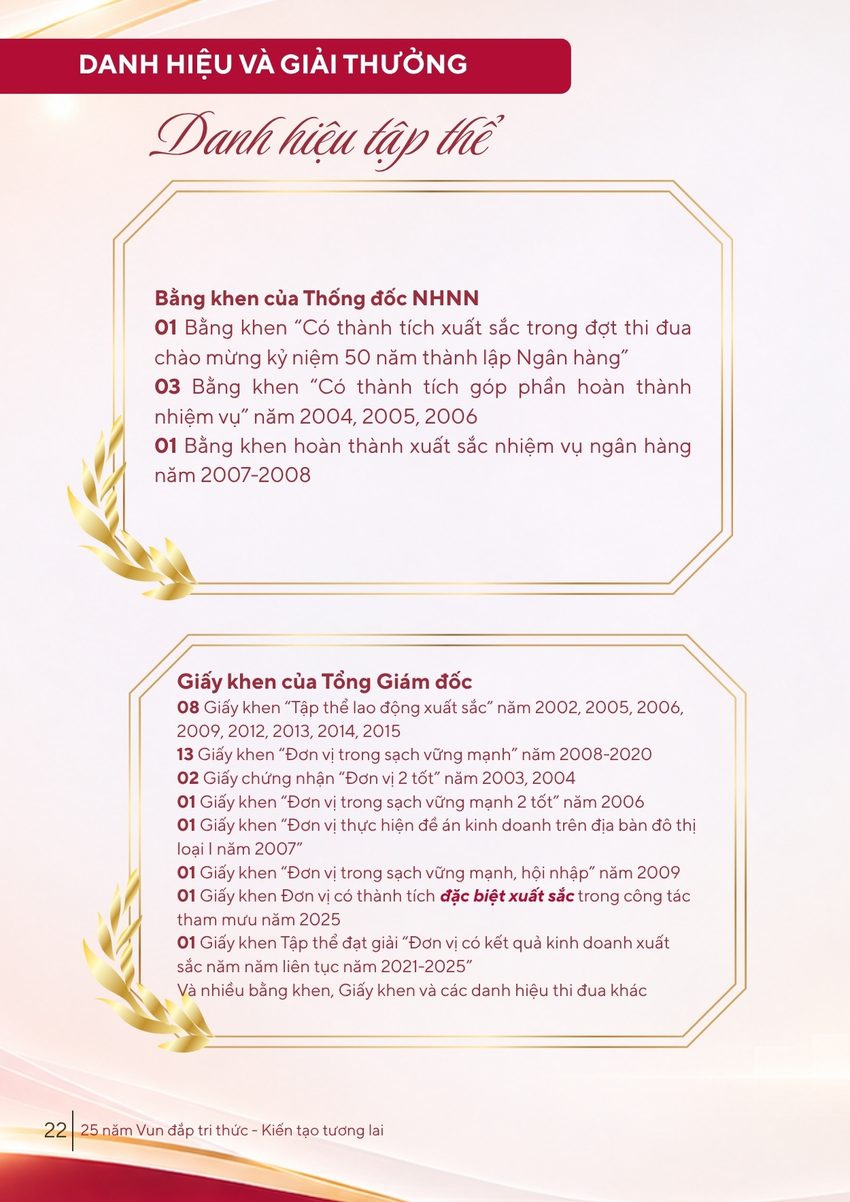 DANH HIỆU VÀ GIẢI THƯỞNG
Danh hiệu tập thể
Bằng khen của Thống đốc NHNN
01 Bằng khen “Có thành tích xuất sắc trong đợt thi đua
chào mừng kỷ niệm 50 năm thành lập Ngân hàng”
03 Bằng khen “Có thành tích góp phần hoàn thành
nhiệm vụ” năm 2004, 2005, 2006
01 Bằng khen hoàn thành xuất sắc nhiệm vụ ngân hàng
năm 2007-2008
Giấy khen của Tổng Giám đốc
08 Giấy khen “Tập thể lao động xuất sắc” năm 2002, 2005, 2006,
2009, 2012, 2013, 2014, 2015
13 Giấy khen “Đơn vị trong sạch vững mạnh” năm 2008-2020
02 Giấy chứng nhận “Đơn vị 2 tốt” năm 2003, 2004
01 Giấy khen “Đơn vị trong sạch vững mạnh 2 tốt” năm 2006
01 Giấy khen “Đơn vị thực hiện đề án kinh doanh trên địa bàn đô thị
loại I năm 2007”
01 Giấy khen “Đơn vị trong sạch vững mạnh, hội nhập” năm 2009
01 Giấy khen Đơn vị có thành tích đặc biệt xuất sắc trong công tác
tham mưu năm 2025
01 Giấy khen Tập thể đạt giải “Đơn vị có kết quả kinh doanh xuất
sắc năm năm liên tục năm 2021-2025”
Và nhiều bằng khen, Giấy khen và các danh hiệu thi đua khác
22 25 năm Vun đắp tri thức - Kiến tạo tương lai